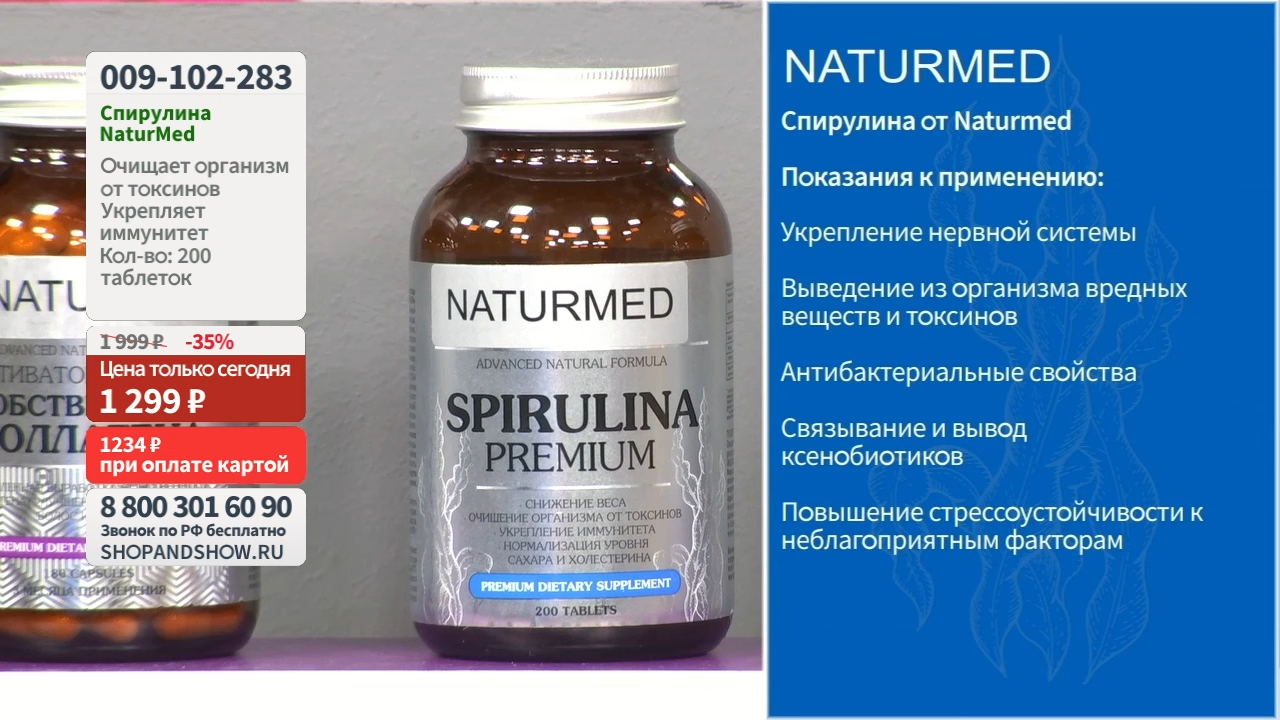 009-102-283
Спирулина
NaturMed
Очищает организм
от токсинов
Укрепляет
иммунитет
Кол-во: 200
таблеток
1 999 ₽ -35%
Цена только сегодня
1 299 ₽
1234 ₽
при оплате картой
8 800 301 60 90
Звонок по РФ бесплатно
SHOPANDSHOW.RU
NATU
80 CAPSULES
ПРИМЕНЕНИЯ
NATURMED
ADVANCED NATURAL FORMULA
SPIRULINA
PREMIUM
СНИЖЕНИЕ ВЕСА
ОЧИЩЕНИЕ ОРГАНИЗМА ОТ ТОКСИНОВ
УКРЕПЛЕНИЕ ИММУНИТЕТА
НОРМАЛИЗАЦИЯ УРОВНЯ
САХАРА И ХОЛЕСТЕРИНА
PREMIUM DIETARY SUPPLEMENT
200 TABLETS
NATURMED
Спирулина от Naturmed
Показания к применению:
Укрепление нервной системы
Выведение из организма вредных
веществ и токсинов
Антибактериальные свойства
Связывание и вывод
ксенобиотиков
Повышение стрессоустойчивости к
неблагоприятным факторам